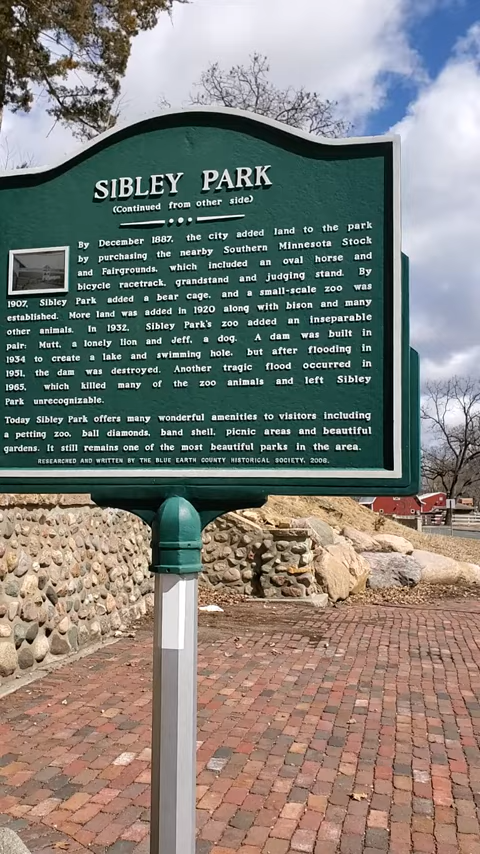 SIBLEY PARK
(Continued from other side)
By December 1887, the city added land to the park
by purchasing the nearby Southern Minnesota Stock
and Fairgrounds, which included an oval horse and
bicycle racetrack, grandstand and judging stand. By
1907, Sibley Park added a bear cage, and a small-scale zoo was
established. More land was added in 1920 along with bison and many
other animals. In 1932, Sibley Park's zoo added an inseparable
pair: Mutt, a lonely lion and Jeff, a dog. A dam was built in
1934 to create a lake and swimming hole, but after flooding in
1951, the dam was destroyed. Another tragic flood occurred in
1965, which killed many of the zoo animals and left Sibley
Park unrecognizable.
Today Sibley Park offers many wonderful amenities to visitors including
a petting zoo, ball diamonds, band shell, picnic areas and beautiful
gardens. It still remains one of the most beautiful parks in the area.
RESEARCHED AND WRITTEN BY THE BLUE EARTH COUNTY HISTORICAL SOCIETY, 2008.